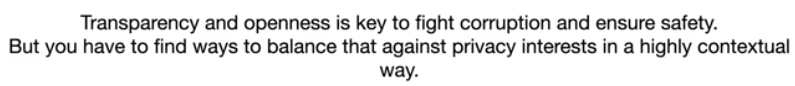 Transparency and openness is key to fight corruption and ensure safety.
But you have to find ways to balance that against privacy interests in a highly contextual
way.